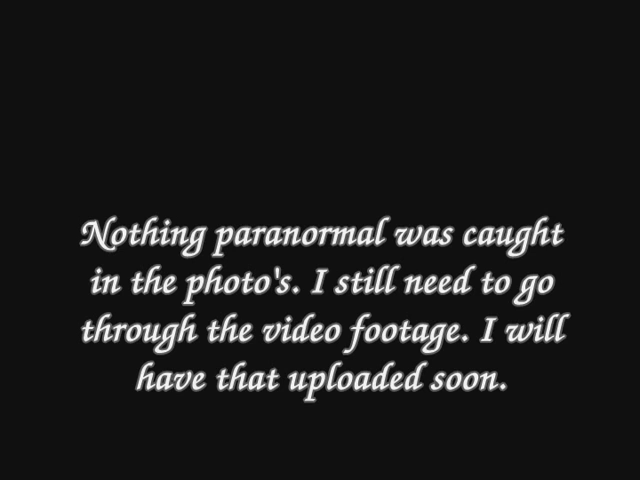 Nothing paranormal was caught
in the photo's. I still need to go
through the video footage. I will
have that uploaded soon.